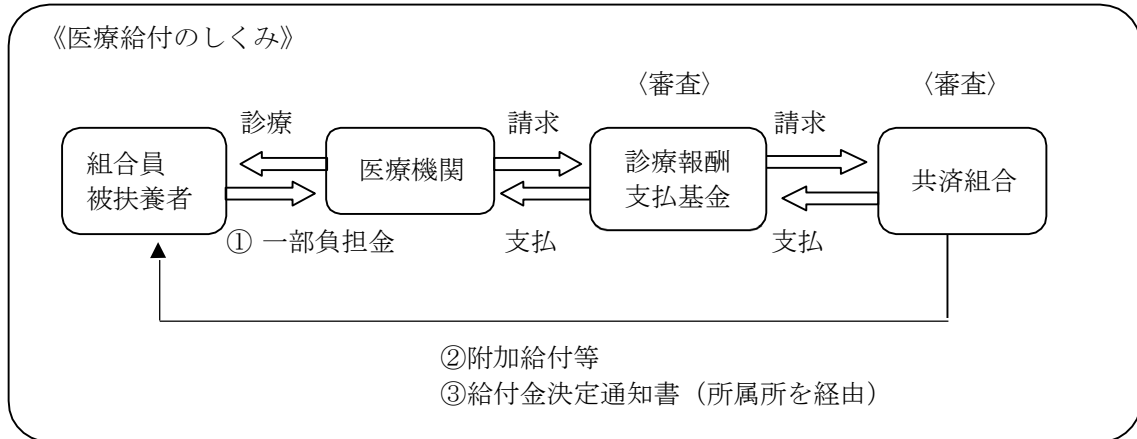 《医療給付のしくみ》
〈審査〉
〈審査〉
診療
請求
請求
組合員
被扶養者
医療機関
診療報酬
支払基金
共済組合
① 一部負担金
支払
支払
②附加給付等
③給付金決定通知書（所属所を経由）